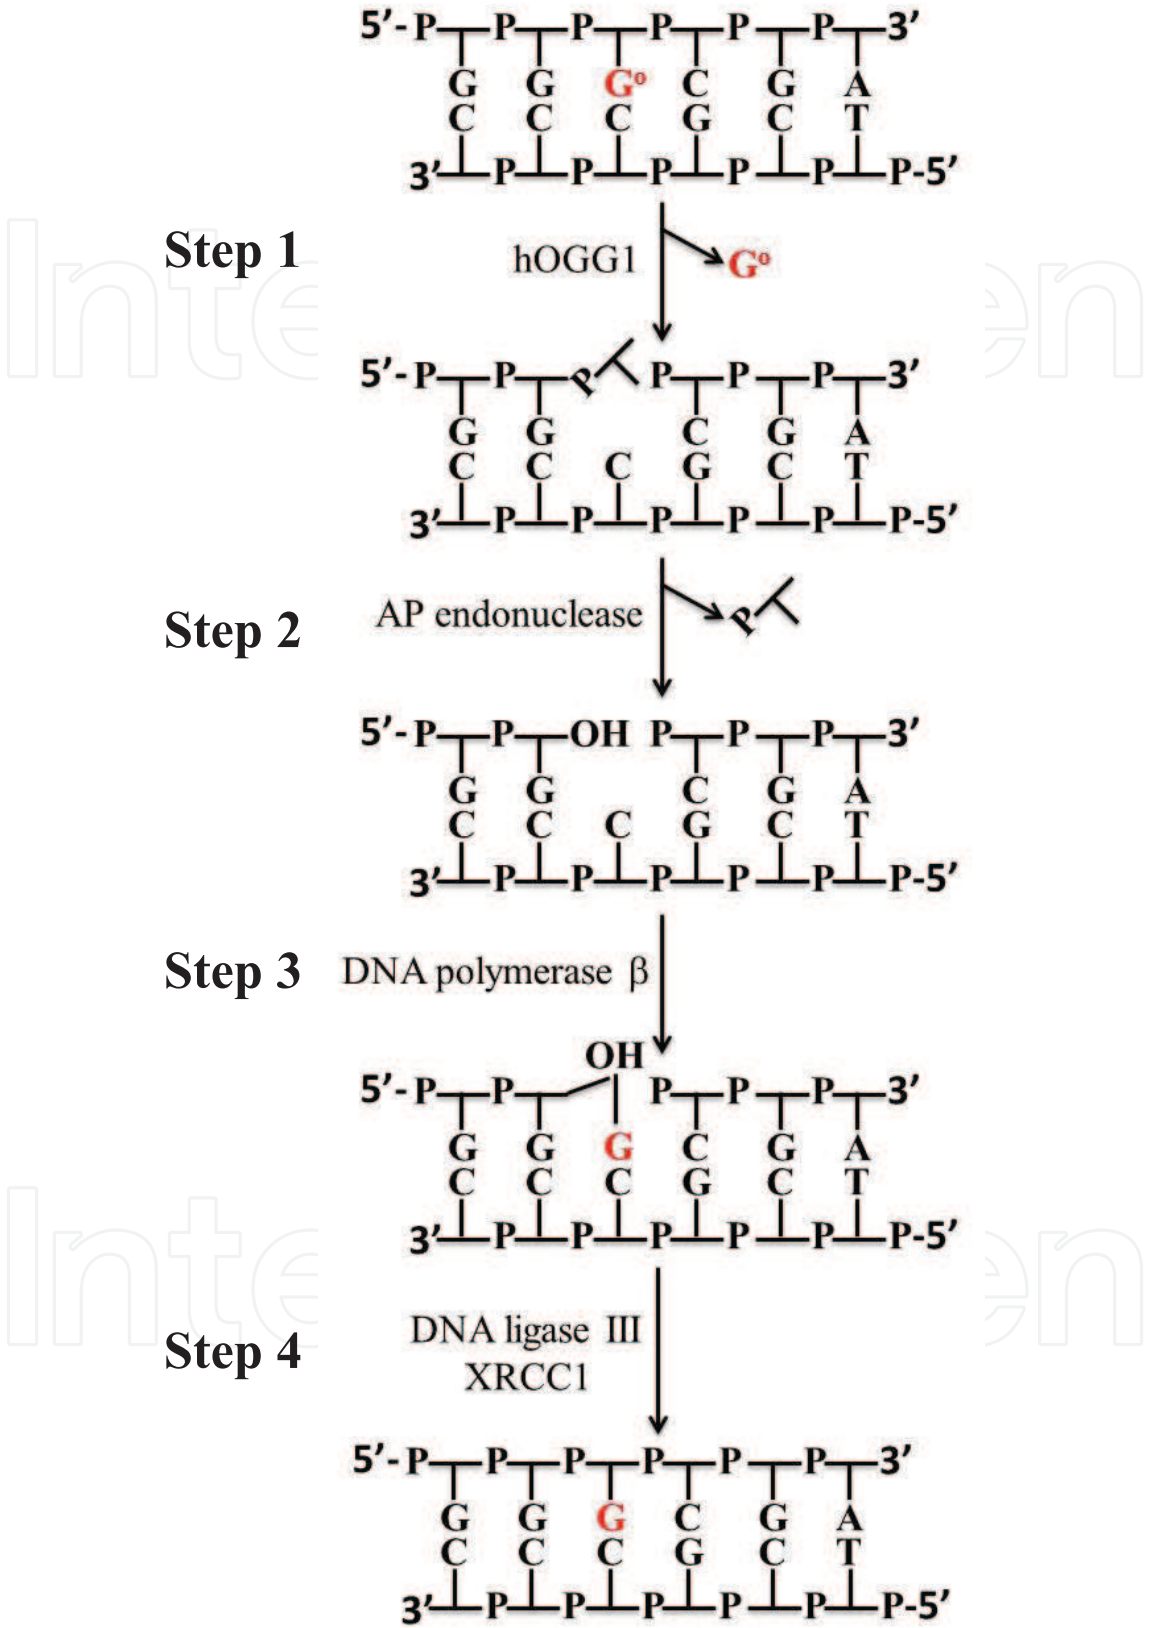 5′-P P P P P P 3′
G G Gº C G A
C C C G C T
3′ P P P P P P-5′
Step 1
hOGG1
Gº
5′-P P P P P P 3′
G G C G A
C C C G C T
3′ P P P P P P-5′
Step 2
AP endonuclease
P
5′-P P OH P P P 3′
G G C G A
C C C G C T
3′ P P P P P P-5′
Step 3
DNA polymerase β
OH
5′-P P P P P 3′
G G G C G A
C C C G C T
3′ P P P P P P-5′
Step 4
DNA ligase III
XRCC1
5′-P P P P P P 3′
G G G C G A
C C C G C T
3′ P P P P P P-5′